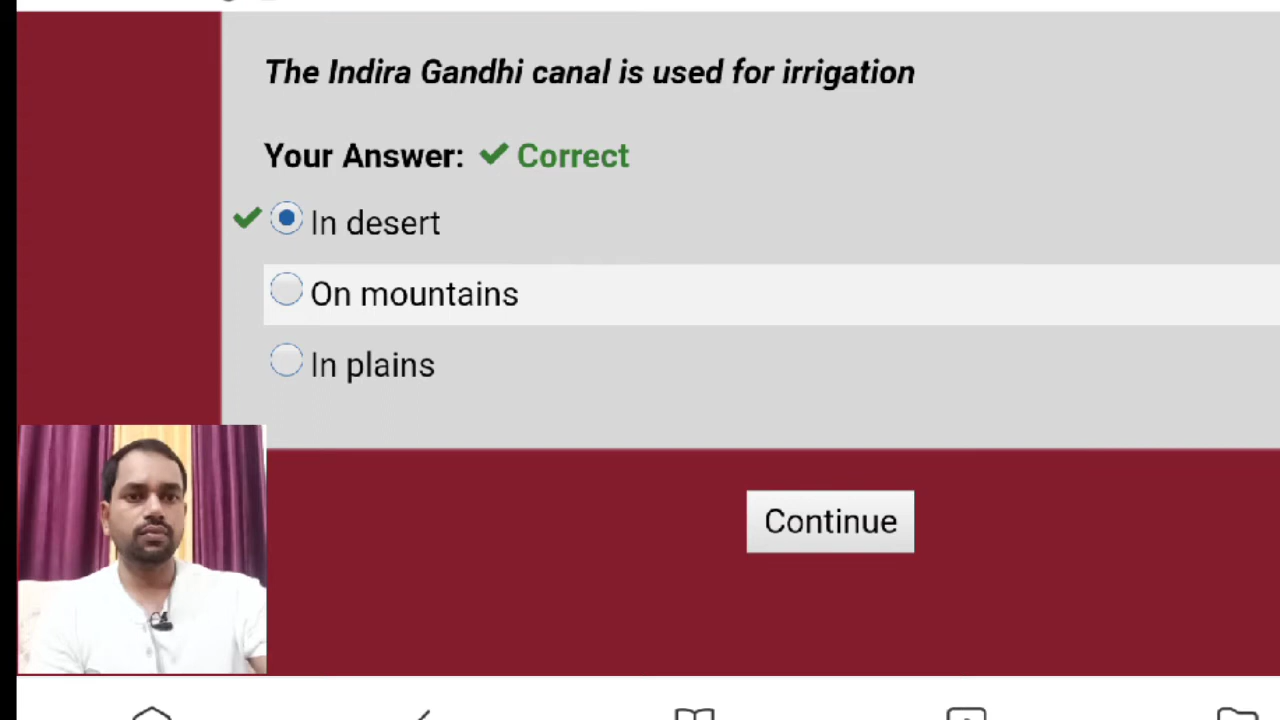 The Indira Gandhi canal is used for irrigation
Your Answer: ✔ Correct
In desert
On mountains
In plains
Continue